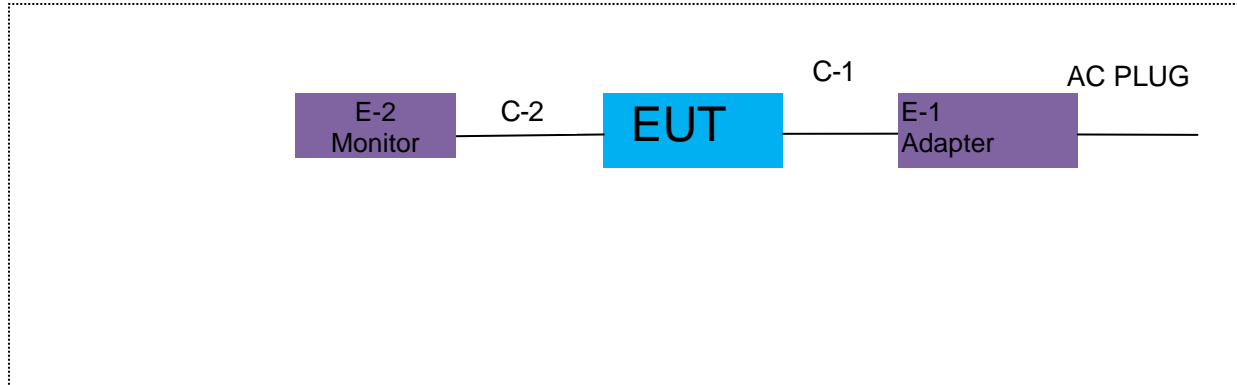 E-2
Monitor
C-2
EUT
C-1
E-1
Adapter
AC PLUG